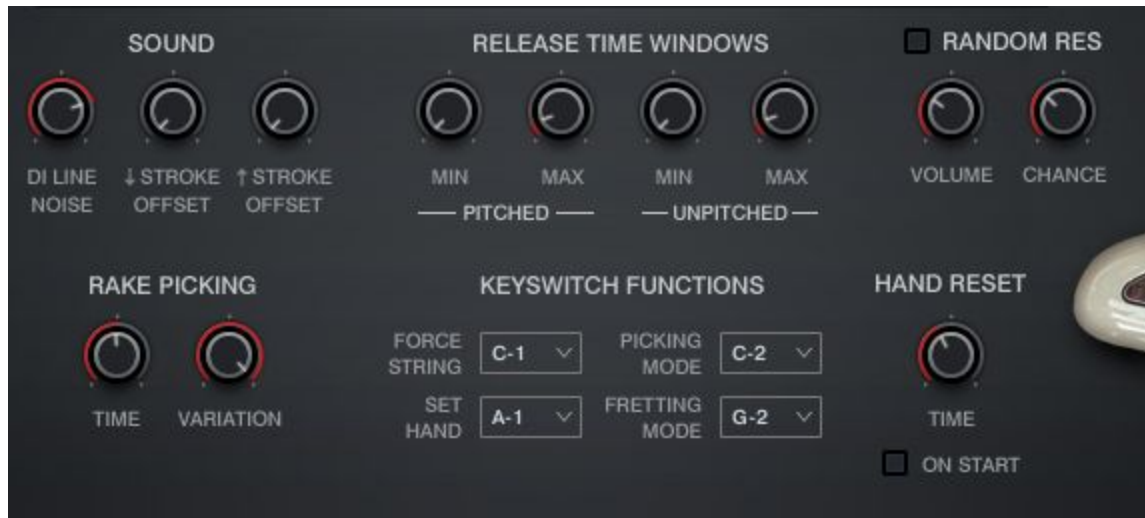 SOUND
RELEASE TIME WINDOWS
RANDOM RES
DI LINE NOISE
↓ STROKE OFFSET
↑ STROKE OFFSET
MIN
MAX
MIN
MAX
PITCHED
UNPITCHED
VOLUME
CHANCE
RAKE PICKING
KEYSWITCH FUNCTIONS
HAND RESET
TIME
VARIATION
FORCE STRING
C-1
PICKING MODE
C-2
SET HAND
A-1
FRETTING MODE
G-2
TIME
ON START